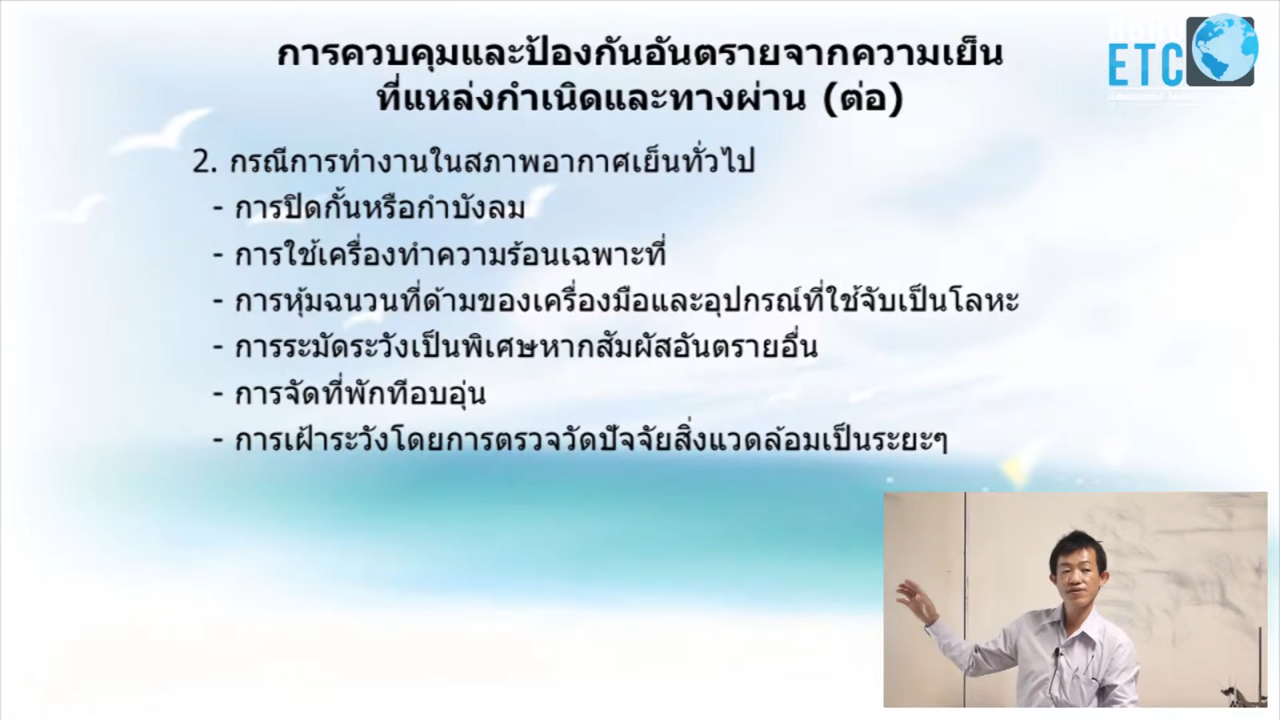 การควบคุมและป้องกันอันตรายจากความเย็น
ที่แหล่งกำเนิดและทางผ่าน (ต่อ)
ETC
2. กรณีการทำงานในสภาพอากาศเย็นทั่วไป
- การปิดกั้นหรือกำบังลม
- การใช้เครื่องทำความร้อนเฉพาะที่
- การหุ้มฉนวนที่ด้ามของเครื่องมือและอุปกรณ์ที่ใช้จับเป็นโลหะ
- การระมัดระวังเป็นพิเศษหากสัมผัสอันตรายอื่น
- การจัดที่พักทีอบอุ่น
- การเฝ้าระวังโดยการตรวจวัดปัจจัยสิ่งแวดล้อมเป็นระยะๆ